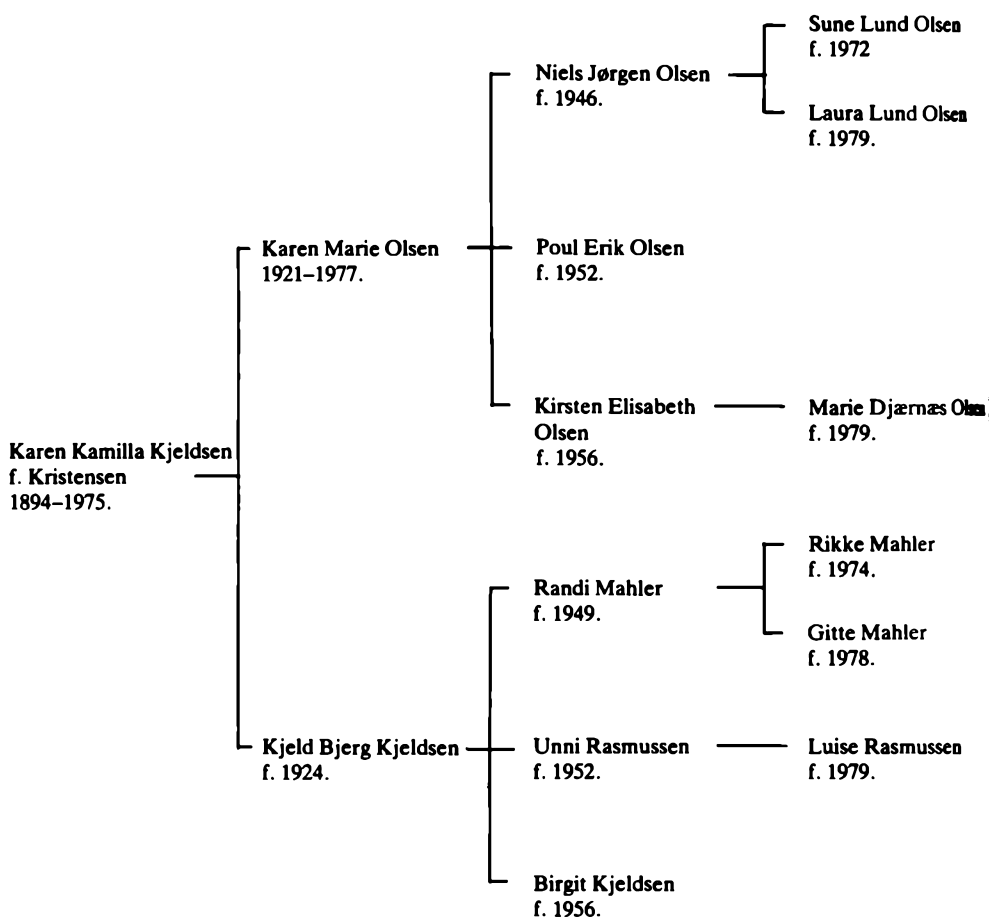 Sune Lund Olsen
f. 1972
Niels Jørgen Olsen
f. 1946.
Laura Lund Olsen
f. 1979.
Karen Marie Olsen
1921–1977.
Poul Erik Olsen
f. 1952.
Kirsten Elisabeth
Olsen
f. 1956.
Marie Djærnæs Olsen
f. 1979.
Karen Kamilla Kjeldsen
f. Kristensen
1894–1975.
Rikke Mahler
f. 1974.
Randi Mahler
f. 1949.
Gitte Mahler
f. 1978.
Kjeld Bjerg Kjeldsen
f. 1924.
Unni Rasmussen
f. 1952.
Luise Rasmussen
f. 1979.
Birgit Kjeldsen
f. 1956.